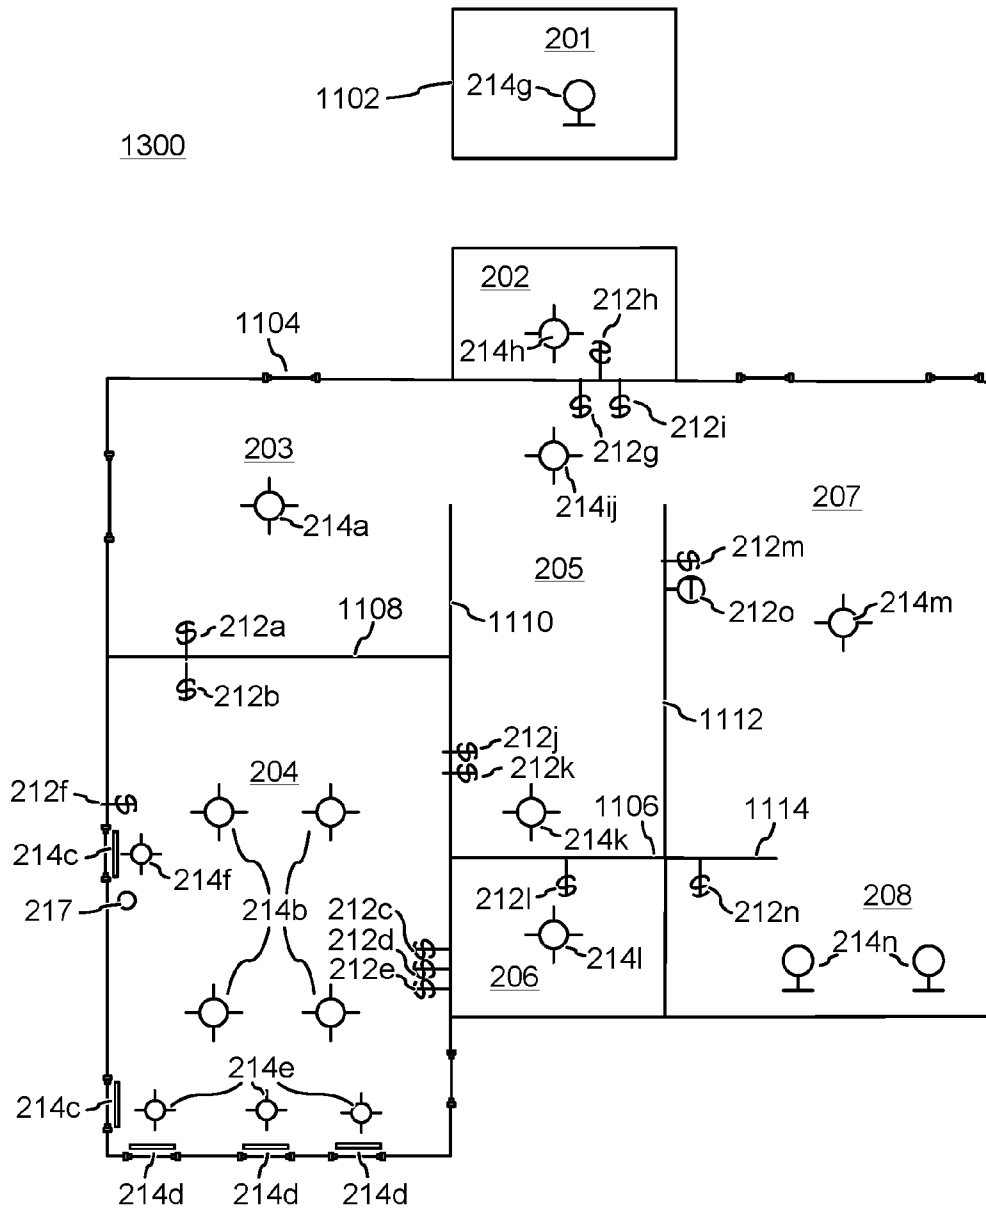 201
214g
1102
1300
202
212h
1104
214h
212g
212i
203
214ij
207
214a
212m
205
212o
214m
212a
1108
1110
212b
1112
212j
204
212k
212f
1106
1114
214c
214k
214f
217
214b
212c
212l
212n
208
212d
214l
214n
212e
206
214e
214c
214d
214d
214d